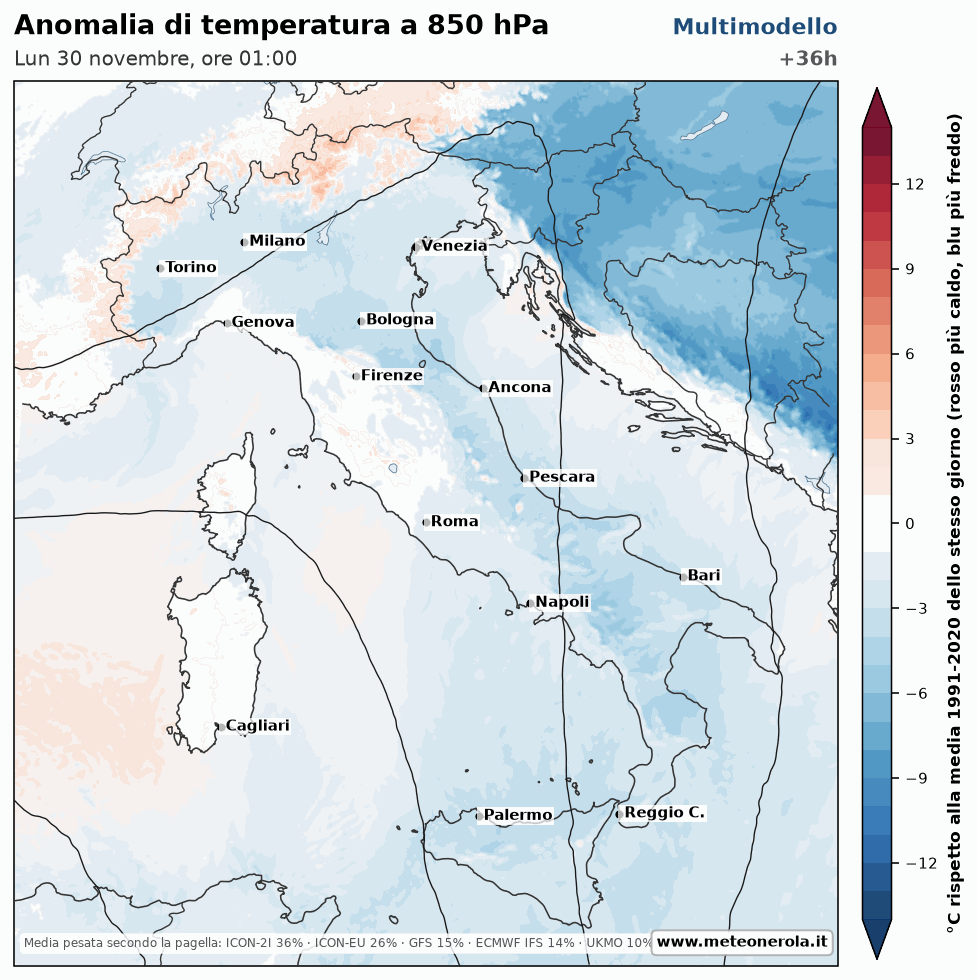 Anomalia di temperatura a 850 hPa
Multimodello
Lun 30 novembre, ore 01:00
+36h
Milano
Venezia
Torino
Genova
Bologna
Firenze
Ancona
Pescara
Roma
Bari
Napoli
Cagliari
Palermo
Reggio C.
12
9
6
3
0
−3
−6
−9
−12
°C rispetto alla media 1991-2020 dello stesso giorno (rosso più caldo, blu più freddo)
Media pesata secondo la pagella: ICON-2I 36% · ICON-EU 26% · GFS 15% · ECMWF IFS 14% · UKMO 10%
www.meteonerola.it